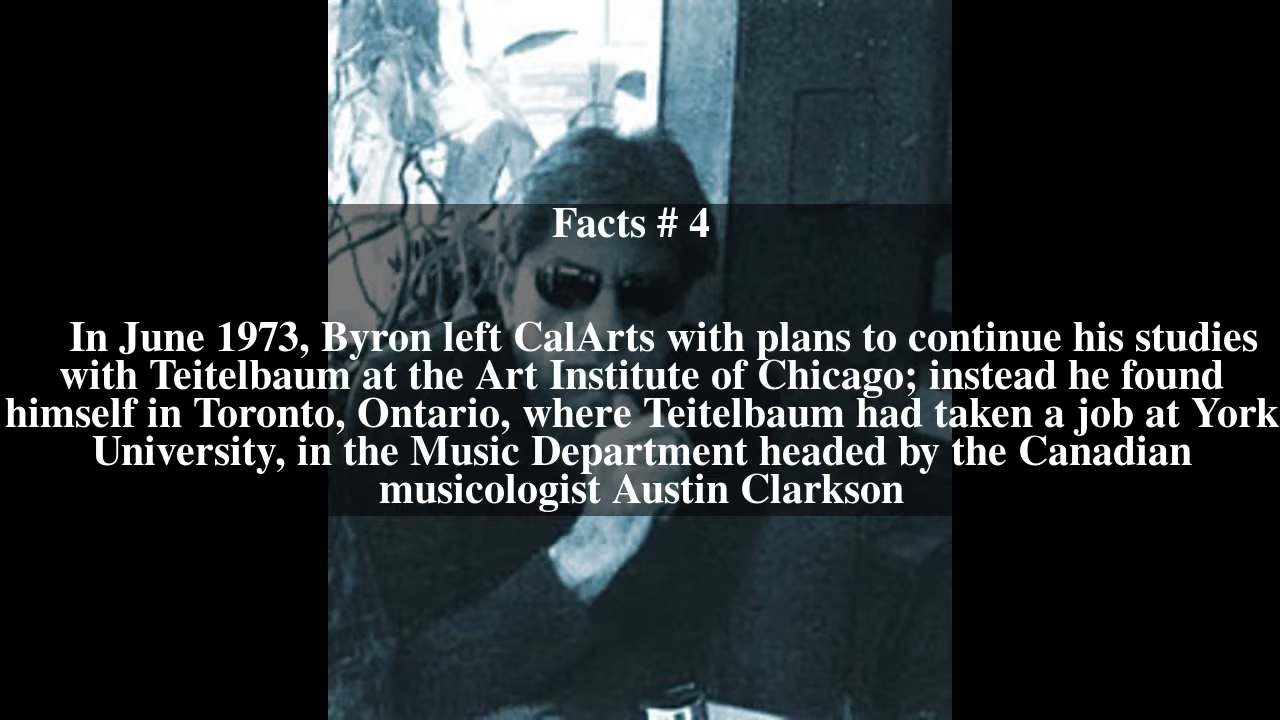 Facts # 4
In June 1973, Byron left CalArts with plans to continue his studies
with Teitelbaum at the Art Institute of Chicago; instead he found
himself in Toronto, Ontario, where Teitelbaum had taken a job at York
University, in the Music Department headed by the Canadian
musicologist Austin Clarkson